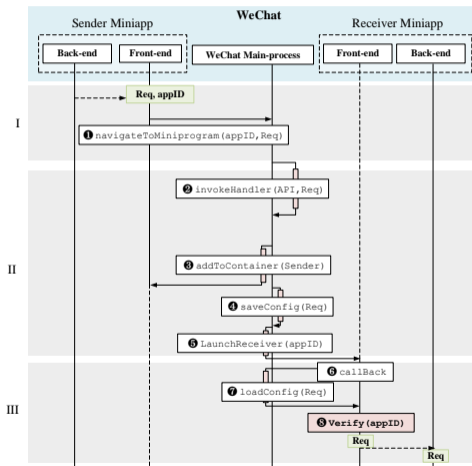 WeChat
Sender Miniapp
Receiver Miniapp
Back-end
Front-end
WeChat Main-process
Front-end
Back-end
Req, appID
I
❶ navigateToMiniprogram(appID,Req)
❷ invokeHandler(API,Req)
II
❸ addToContainer(Sender)
❹ saveConfig(Req)
❺ LaunchReceiver(appID)
❻ callBack
❼ loadConfig(Req)
III
❽ Verify(appID)
Req
Req